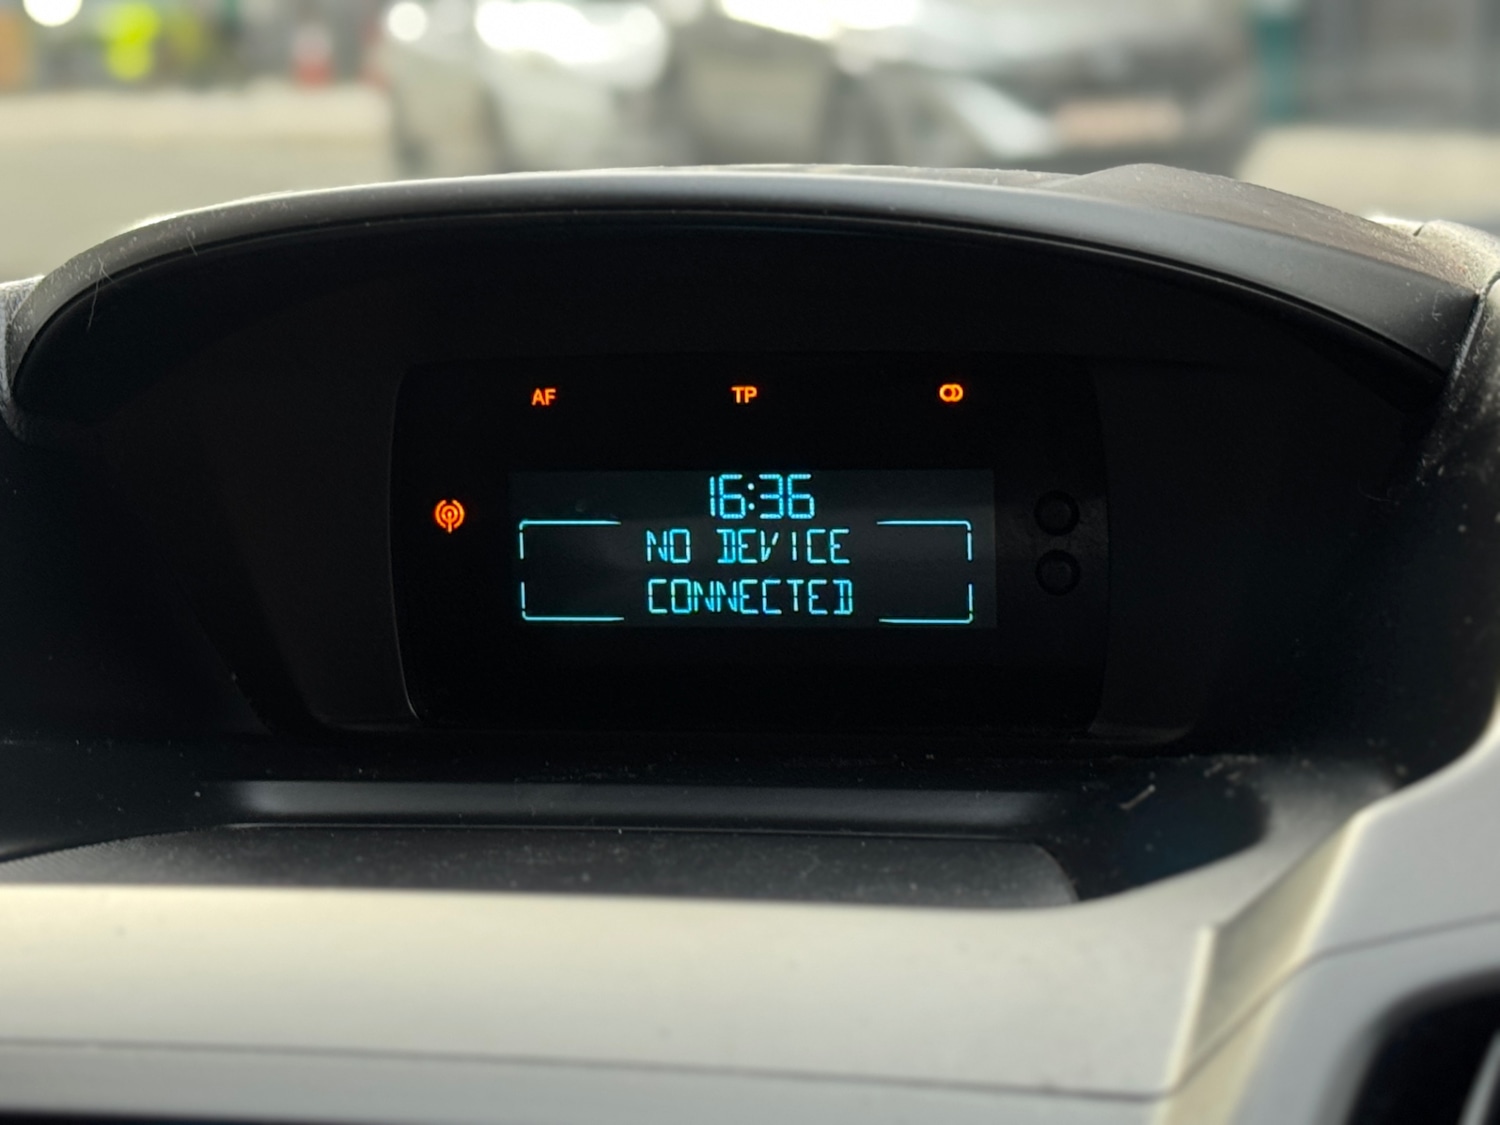 AF TP
16:36
NO DEVICE
CONNECTED